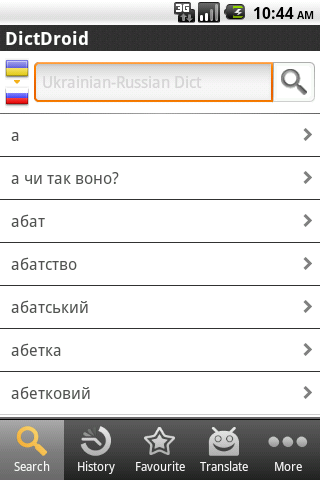 3G
10:44 AM
DictDroid
Ukrainian-Russian Dict
а
а чи так воно?
абат
абатство
абатський
абетка
абетковий
Search
History
Favourite
Translate
More